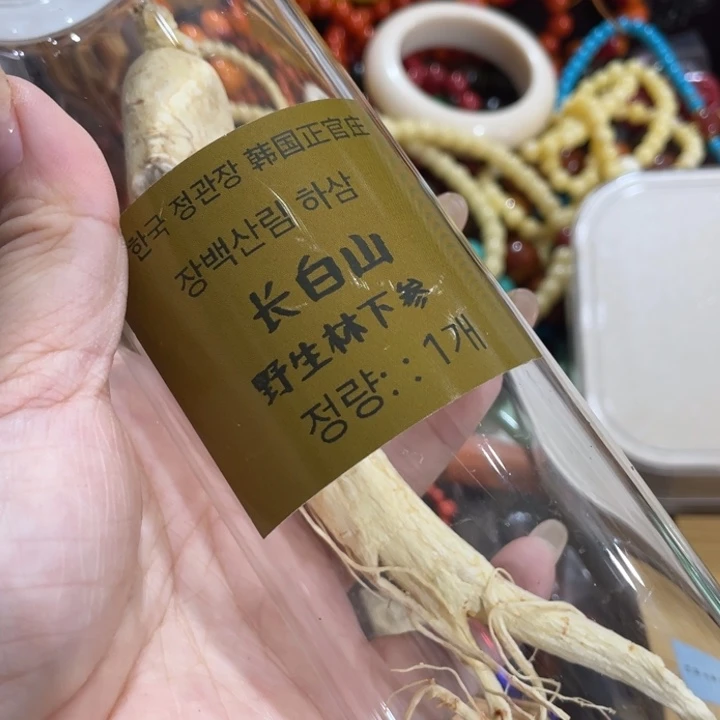 한국 정관장 韩国正官庄
장백산림 하삼
长白山
野生林下参
정량: : 1개